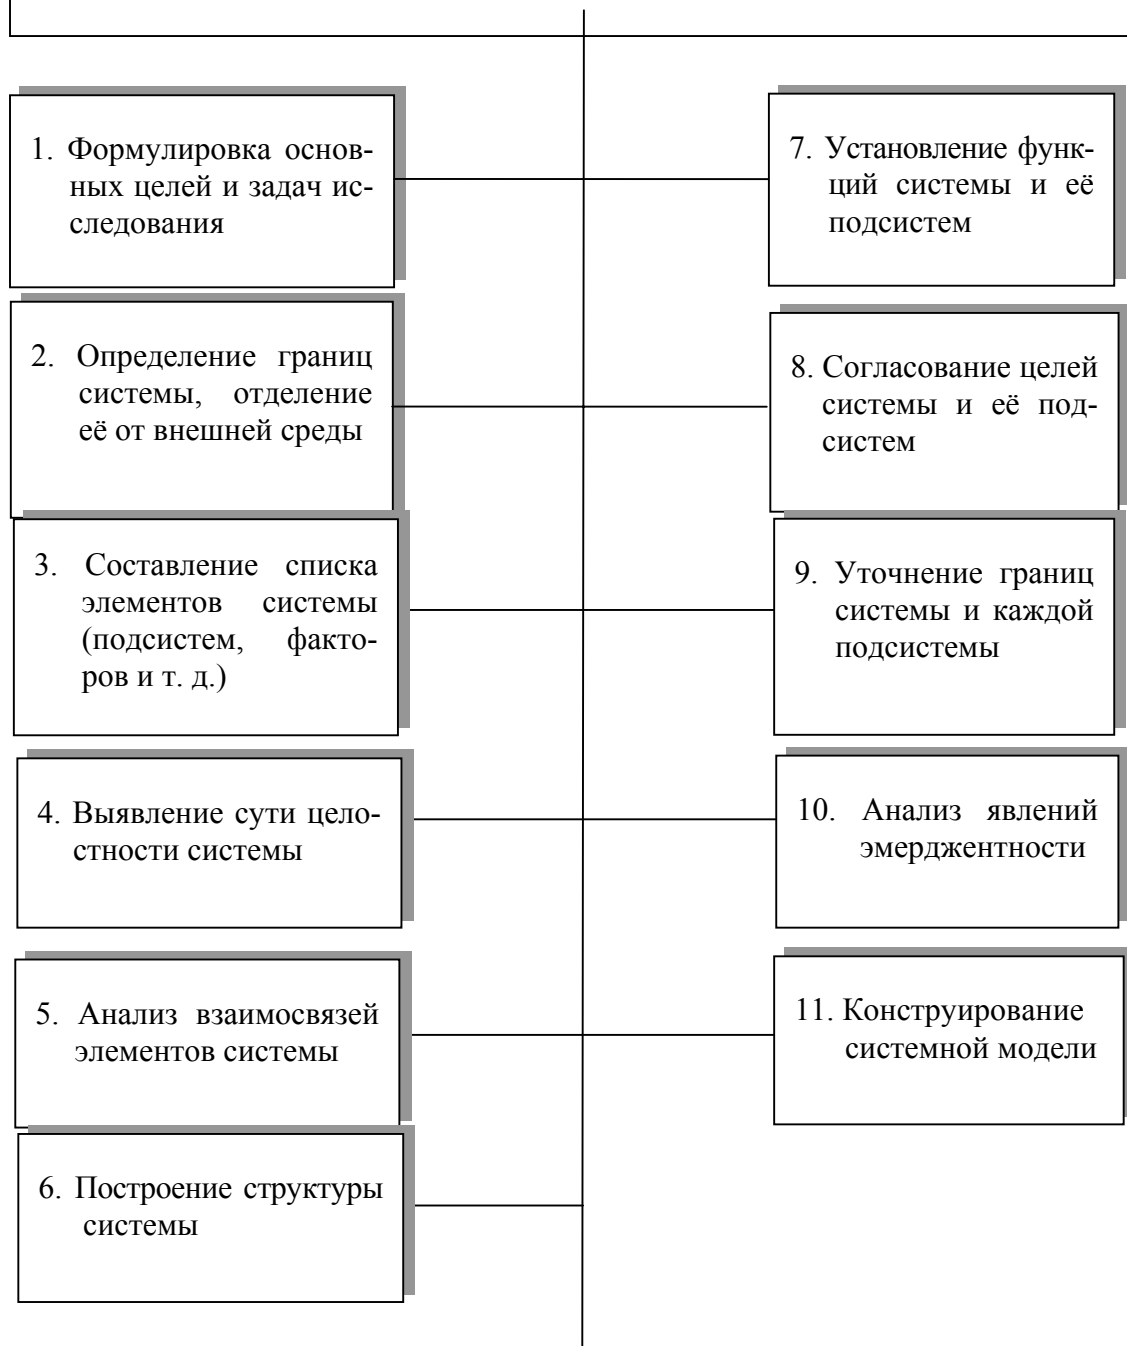 1. Формулировка основ-
ных целей и задач ис-
следования
2. Определение границ
системы, отделение
её от внешней среды
3. Составление списка
элементов системы
(подсистем, факто-
ров и т. д.)
4. Выявление сути цело-
стности системы
5. Анализ взаимосвязей
элементов системы
6. Построение структуры
системы
7. Установление функ-
ций системы и её
подсистем
8. Согласование целей
системы и её под-
систем
9. Уточнение границ
системы и каждой
подсистемы
10. Анализ явлений
эмерджентности
11. Конструирование
системной модели